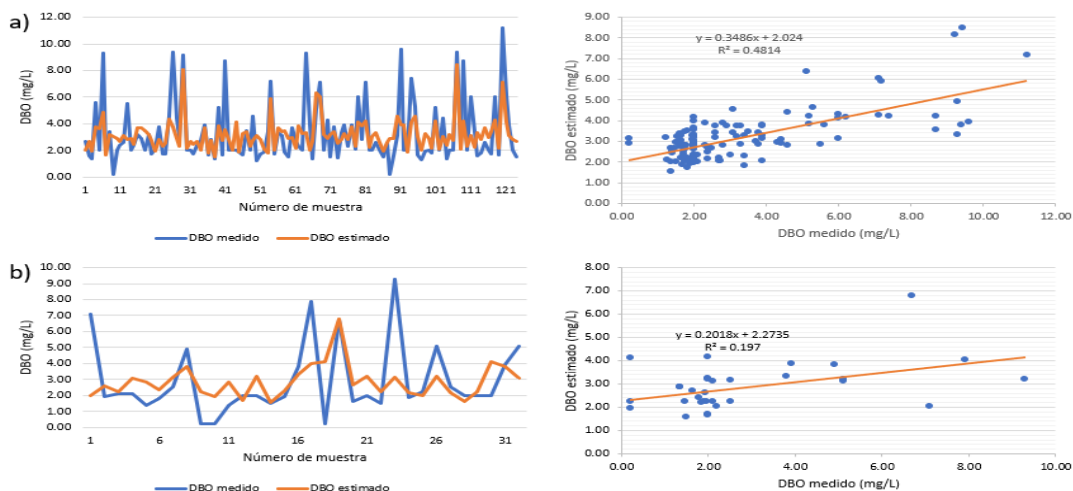 a)
DBO (mg/L)
12.00
10.00
8.00
6.00
4.00
2.00
0.00
1 11 21 31 41 51 61 71 81 91 101 111 121
Número de muestra
DBO medido DBO estimado
DBO estimado (mg/L)
9.00
8.00
7.00
6.00
5.00
4.00
3.00
2.00
1.00
0.00
y = 0.3486x + 2.024
R² = 0.4814
0.00 2.00 4.00 6.00 8.00 10.00 12.00
DBO medido (mg/L)
b)
DBO (mg/L)
10.00
9.00
8.00
7.00
6.00
5.00
4.00
3.00
2.00
1.00
0.00
1 6 11 16 21 26 31
Número de muestra
DBO medido DBO estimado
DBO estimado (mg/L)
8.00
7.00
6.00
5.00
4.00
3.00
2.00
1.00
0.00
y = 0.2018x + 2.2735
R² = 0.197
0.00 2.00 4.00 6.00 8.00 10.00
DBO medido (mg/L)